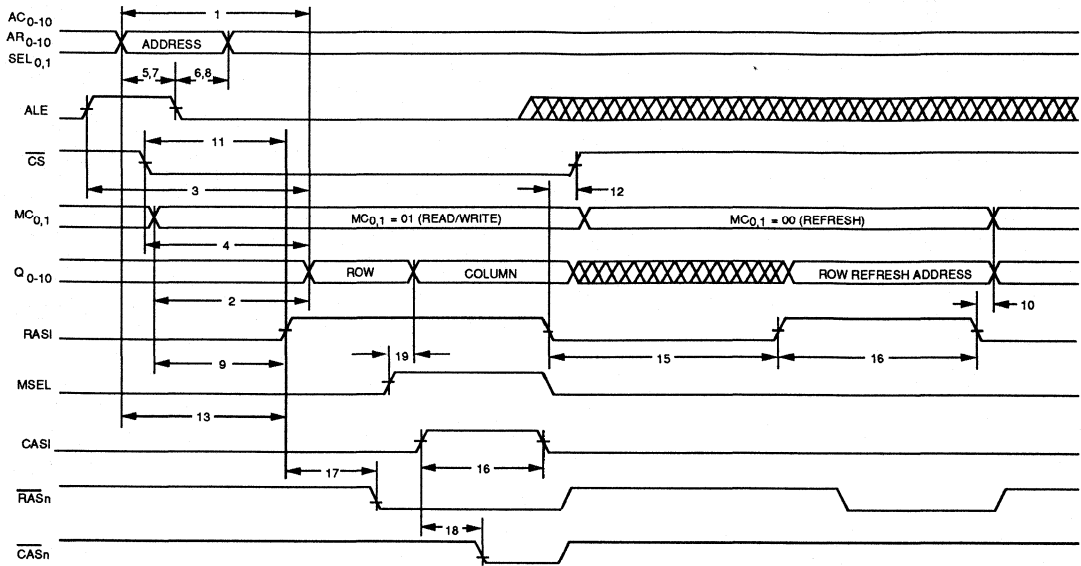 AC0-10
1
AR0-10
ADDRESS
SEL0,1
5,7
6,8
ALE
11
CS
3
12
MC0,1
MC0,1 = 01 (READ/WRITE)
MC0,1 = 00 (REFRESH)
4
Q0-10
ROW
COLUMN
ROW REFRESH ADDRESS
2
10
RASI
19
9
15
16
MSEL
13
CASI
17
16
RASn
18
CASn